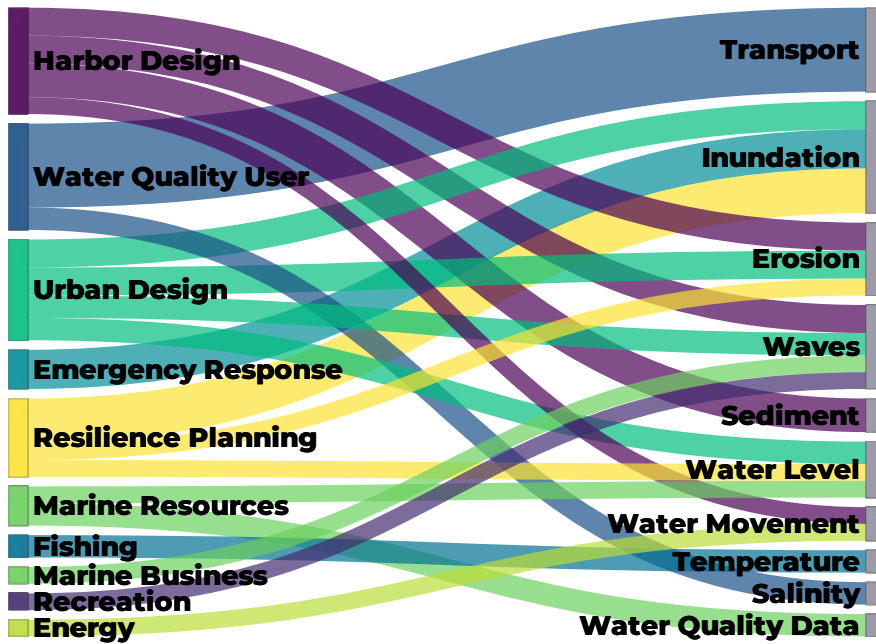 Harbor Design
Water Quality User
Urban Design
Emergency Response
Resilience Planning
Marine Resources
Fishing
Marine Business
Recreation
Energy
Transport
Inundation
Erosion
Waves
Sediment
Water Level
Water Movement
Temperature
Salinity
Water Quality Data